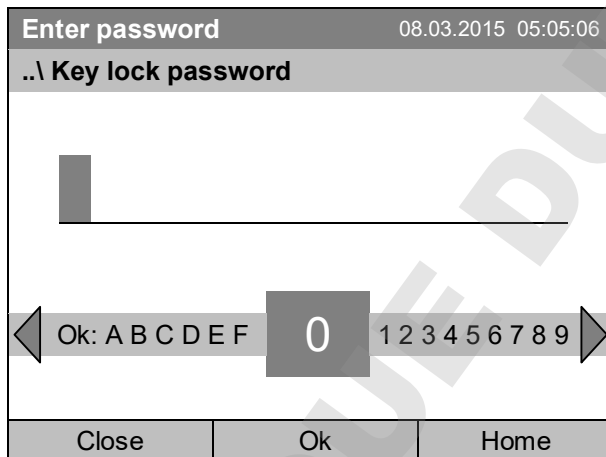 Enter password 08.03.2015 05:05:06
..\ Key lock password
Ok: A B C D E F 0 1 2 3 4 5 6 7 8 9
Close Ok Home